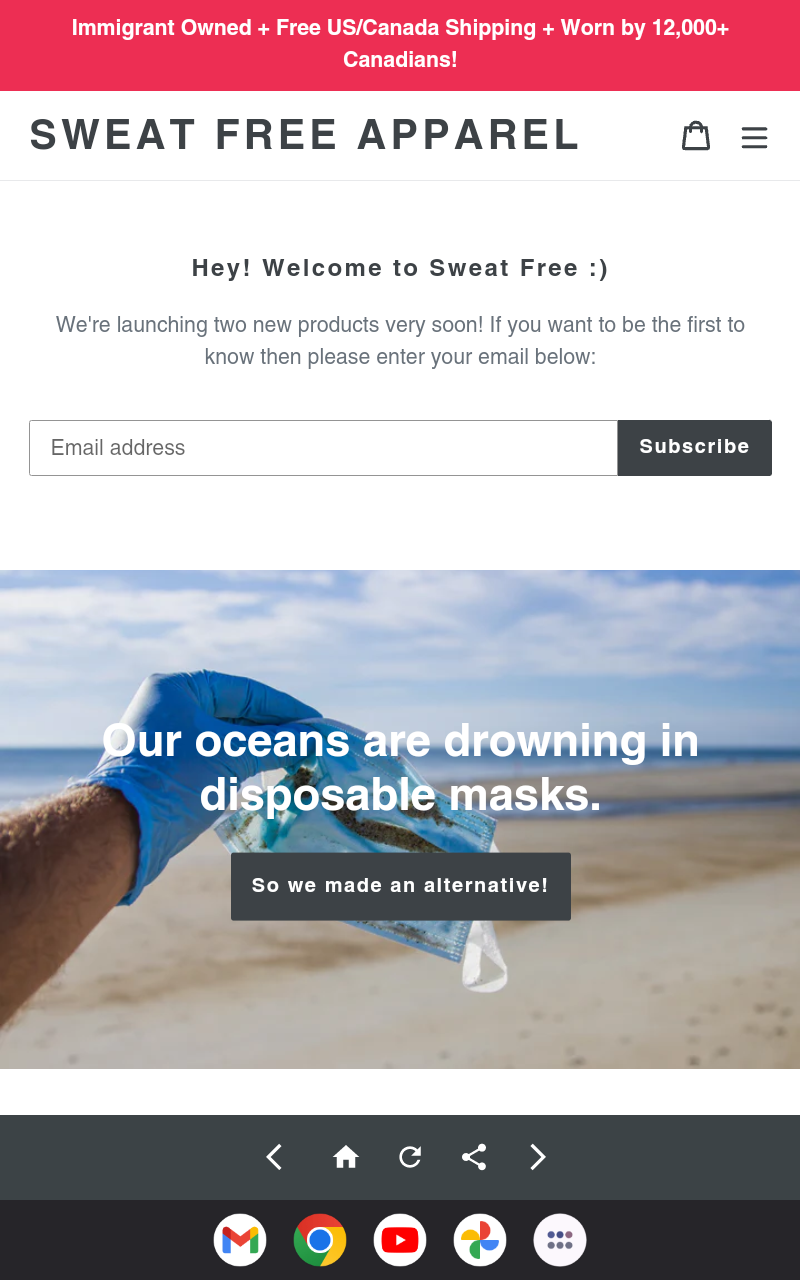 Immigrant Owned + Free US/Canada Shipping + Worn by 12,000+
Canadians!
SWEAT FREE APPAREL
Hey! Welcome to Sweat Free :)
We're launching two new products very soon! If you want to be the first to
know then please enter your email below:
Email address
Subscribe
Our oceans are drowning in
disposable masks.
So we made an alternative!